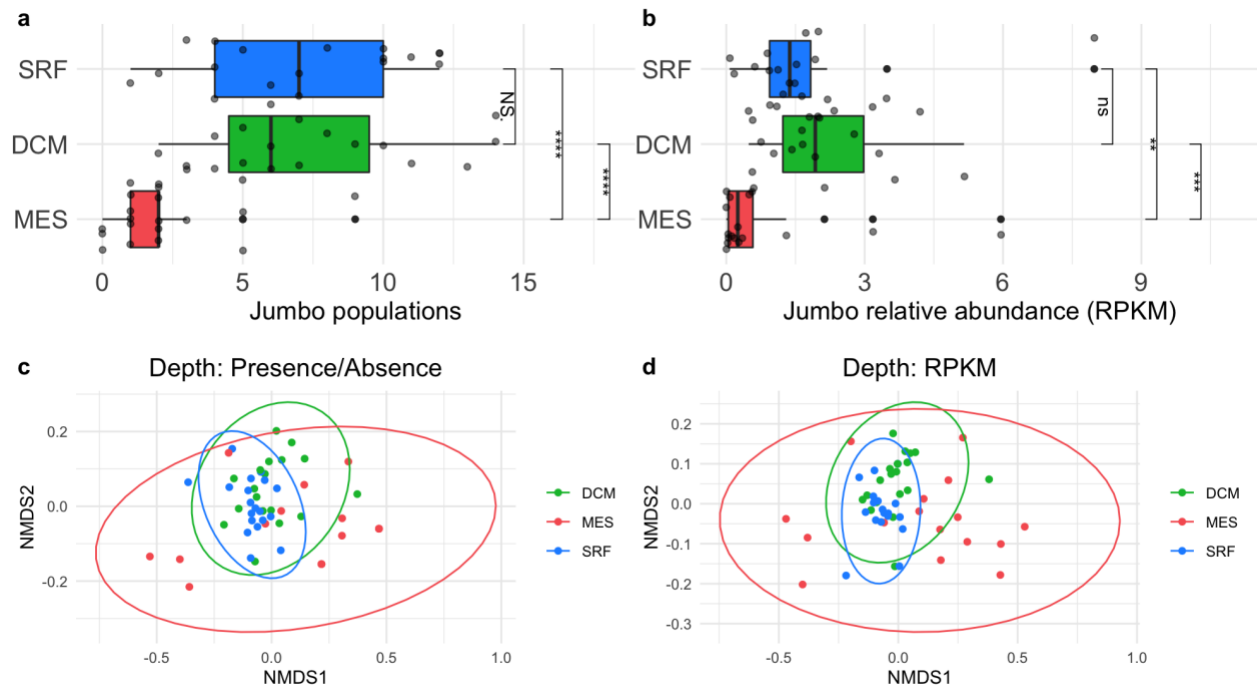 a
SRF
DCM
MES
NS.
****
****
0 5 10 15
Jumbo populations
b
SRF
DCM
MES
ns
**
***
0 3 6 9
Jumbo relative abundance (RPKM)
c
Depth: Presence/Absence
NMDS2
0.2
0.0
-0.2
-0.5 0.0 0.5 1.0
NMDS1
DCM
MES
SRF
d
Depth: RPKM
NMDS2
0.2
0.1
0.0
-0.1
-0.2
-0.3
-0.5 0.0 0.5 1.0
NMDS1
DCM
MES
SRF